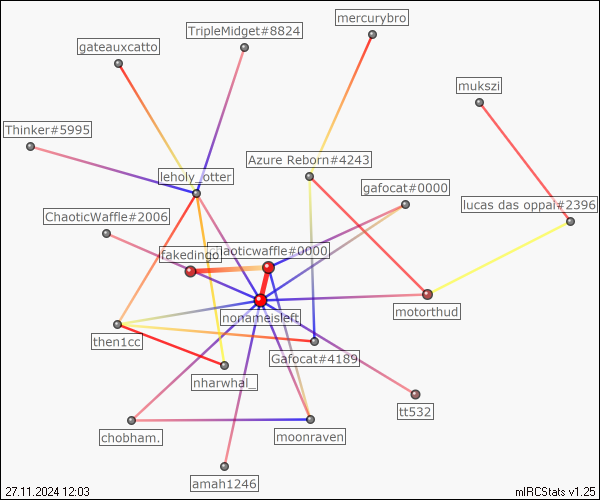 mercurybro
TripleMidget#8824
gateauxcatto
mukszi
Thinker#5995
Azure Reborn#4243
leholy_otter
gafocat#0000
lucas das oppai#2396
ChaoticWaffle#2006
chaoticwaffle#0000
fakedingo
motorthud
nonameisleft
then1cc
Gafocat#4189
nharwhal_
tt532
chobham.
moonraven
amah1246
27.11.2024 12:03
mIRCStats v1.25